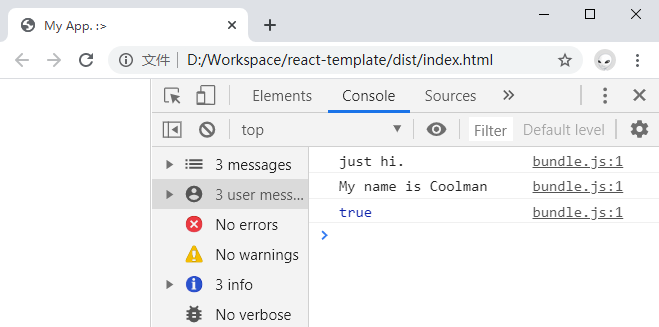 My App. :>
文件 D:/Workspace/react-template/dist/index.html
Elements Console Sources
top Filter Default level
3 messages
3 user mess...
No errors
No warnings
3 info
No verbose
just hi. bundle.js:1
My name is Coolman bundle.js:1
true bundle.js:1